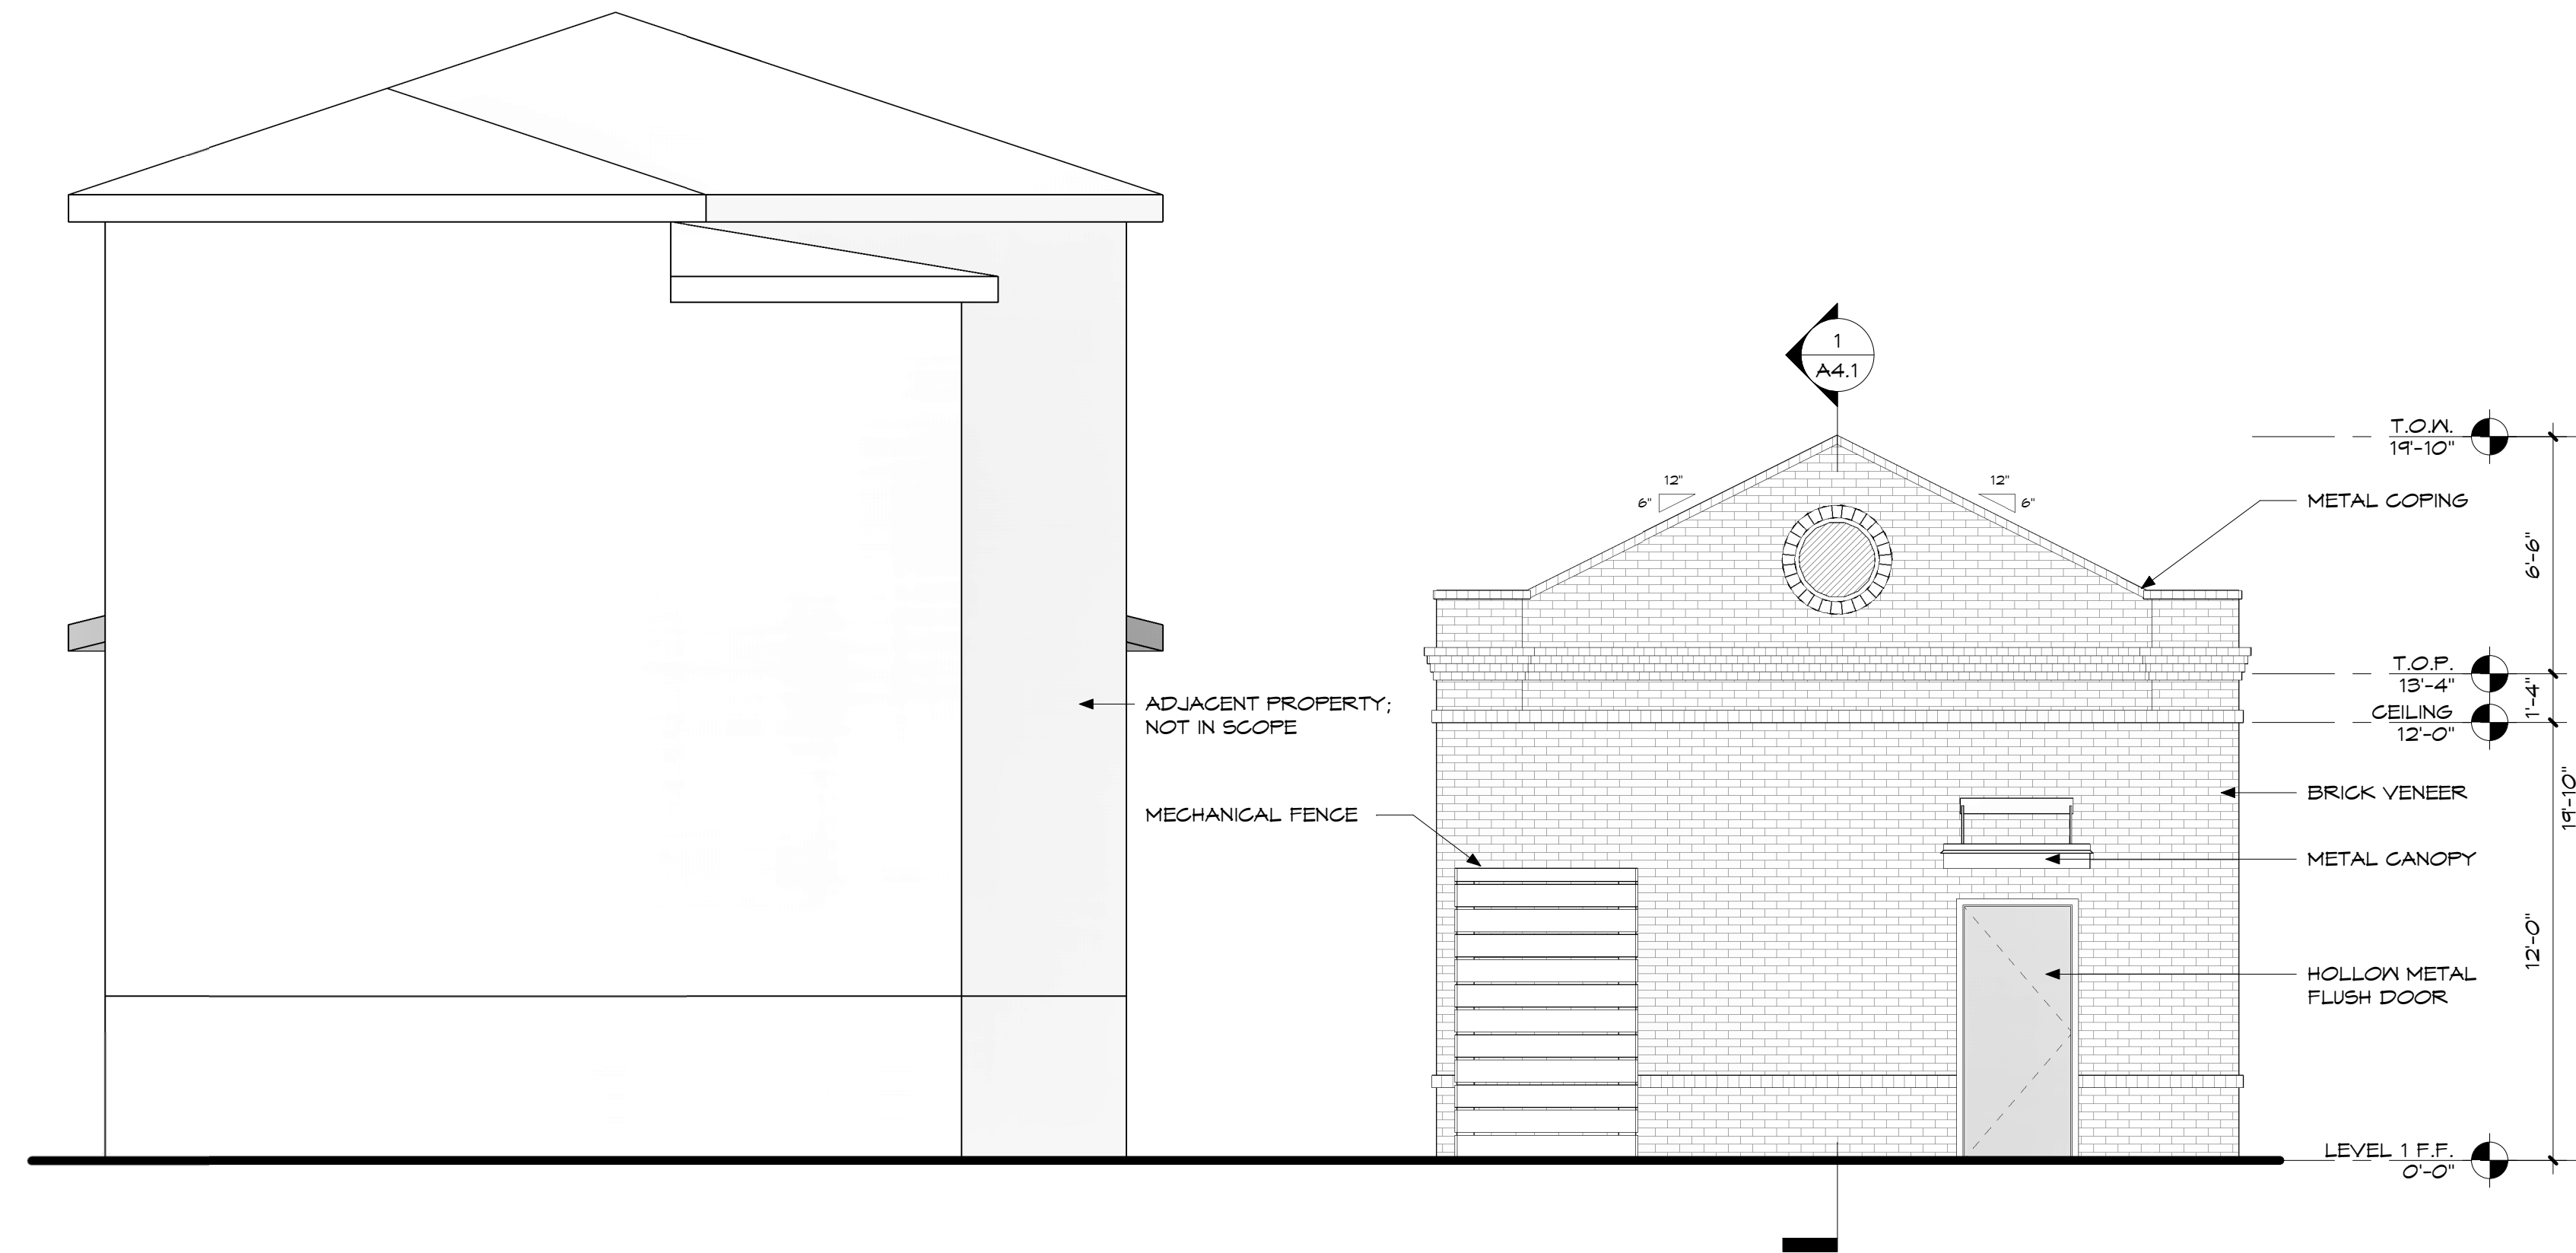 1
A4.1
T.O.W.
19'-10"
12"
6"
12"
6"
METAL COPING
6'-6"
T.O.P.
13'-4"
1'-4"
CEILING
12'-0"
ADJACENT PROPERTY;
NOT IN SCOPE
MECHANICAL FENCE
BRICK VENEER
19'-10"
METAL CANOPY
12'-0"
HOLLOW METAL
FLUSH DOOR
LEVEL 1 F.F.
0'-0"